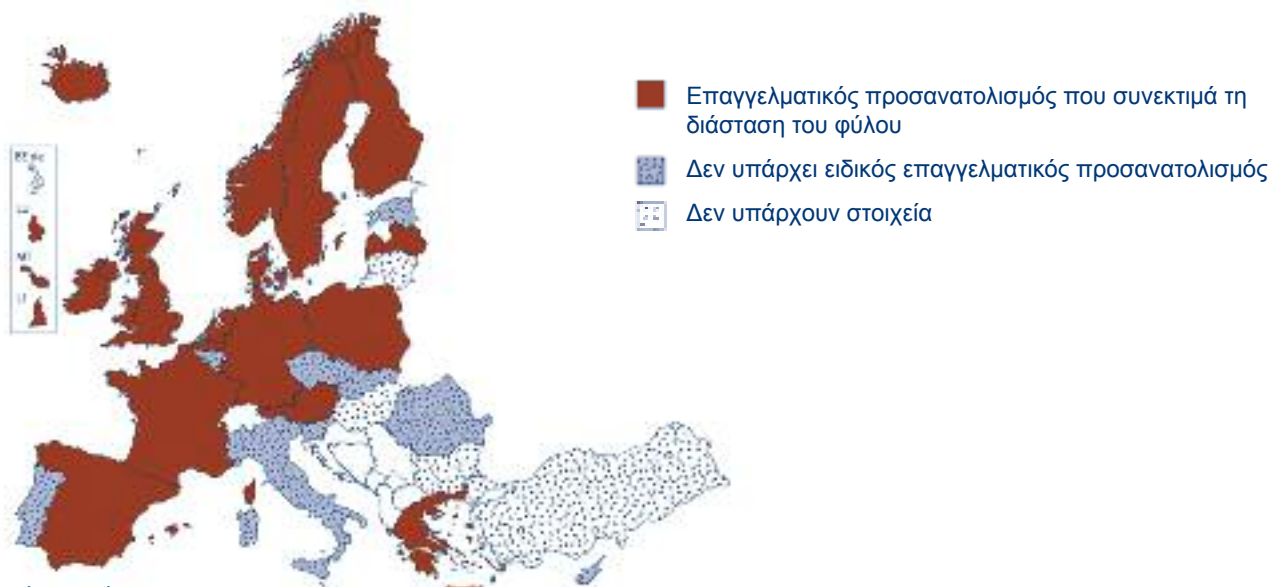 Επαγγελματικός προσανατολισμός που συνεκτιμά τη
διάσταση του φύλου
Δεν υπάρχει ειδικός επαγγελματικός προσανατολισμός
Δεν υπάρχουν στοιχεία